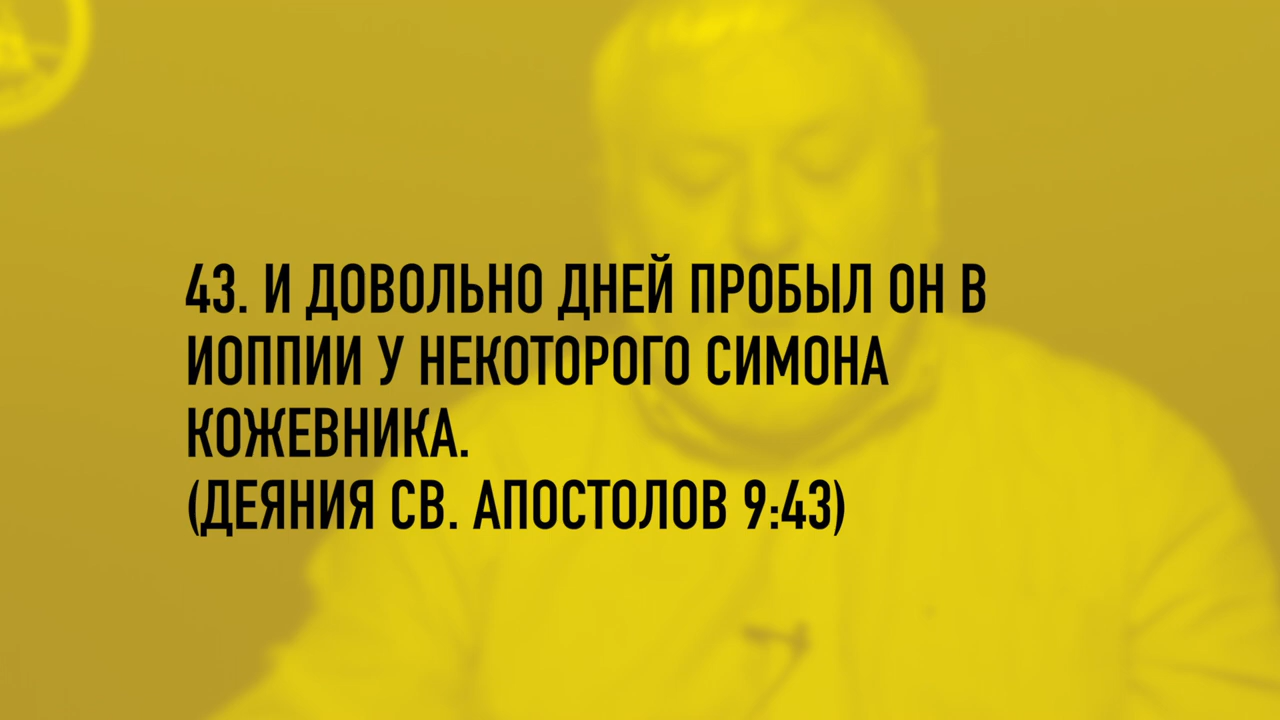 43. И ДОВОЛЬНО ДНЕЙ ПРОБЫЛ ОН В
ИОППИИ У НЕКОТОРОГО СИМОНА
КОЖЕВНИКА.
(ДЕЯНИЯ СВ. АПОСТОЛОВ 9:43)